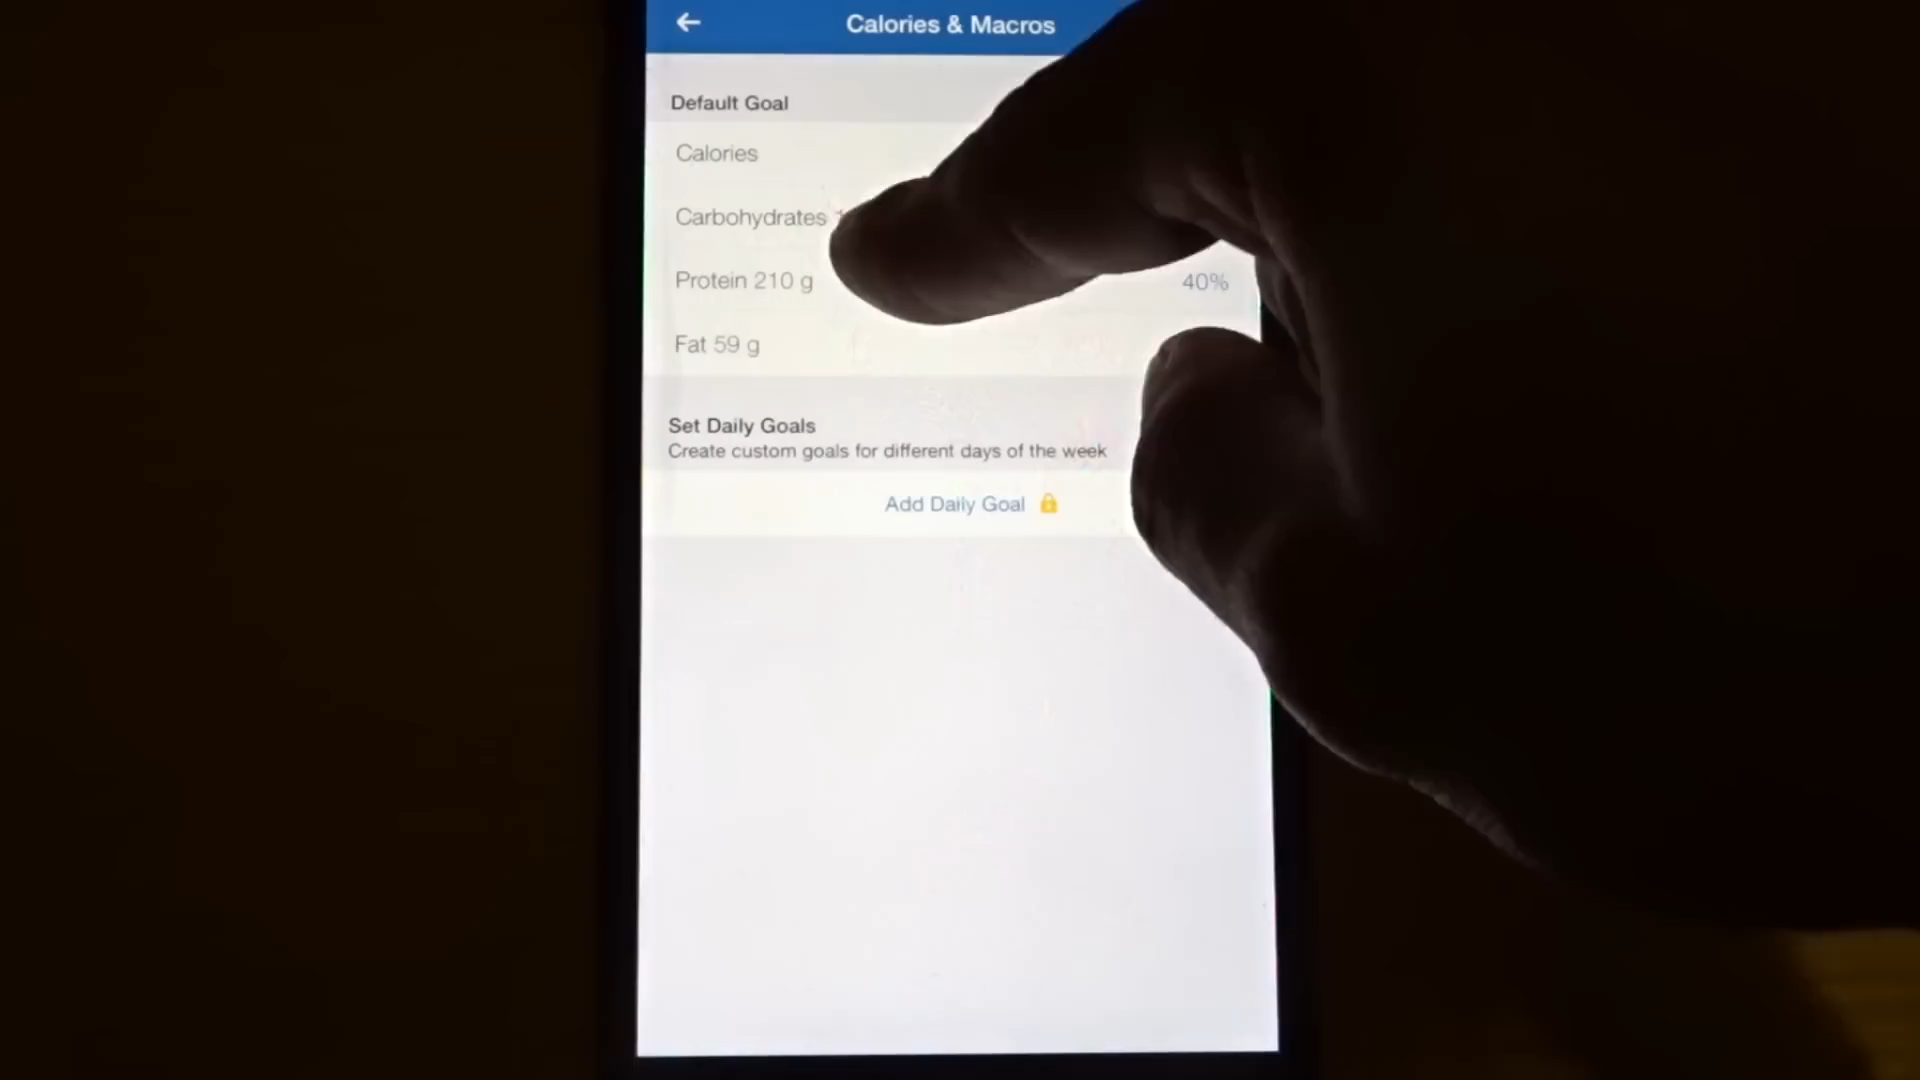 Calories & Macros
Default Goal
Calories
Carbohydrates
Protein 210 g 40%
Fat 59 g
Set Daily Goals
Create custom goals for different days of the week
Add Daily Goal